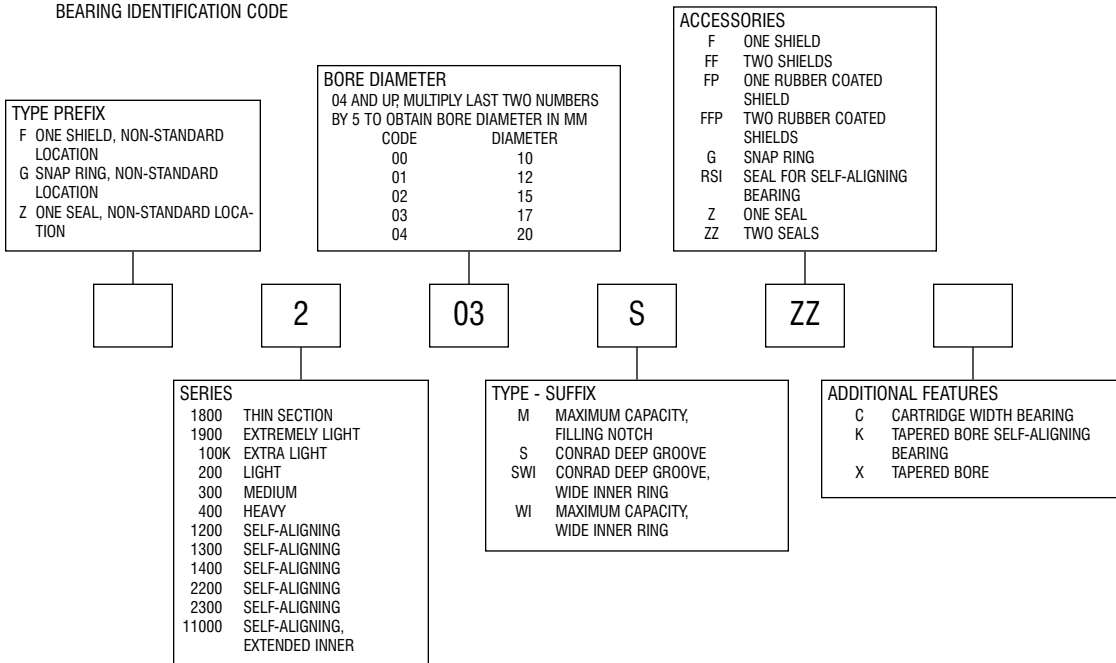 BEARING IDENTIFICATION CODE
TYPE PREFIX
F ONE SHIELD, NON-STANDARD
LOCATION
G SNAP RING, NON-STANDARD
LOCATION
Z ONE SEAL, NON-STANDARD LOCA-
TION
BORE DIAMETER
04 AND UP, MULTIPLY LAST TWO NUMBERS
BY 5 TO OBTAIN BORE DIAMETER IN MM
CODE DIAMETER
00 10
01 12
02 15
03 17
04 20
ACCESSORIES
F ONE SHIELD
FF TWO SHIELDS
FP ONE RUBBER COATED
SHIELD
FFP TWO RUBBER COATED
SHIELDS
G SNAP RING
RSI SEAL FOR SELF-ALIGNING
BEARING
Z ONE SEAL
ZZ TWO SEALS
2 03 S ZZ
SERIES
1800 THIN SECTION
1900 EXTREMELY LIGHT
100K EXTRA LIGHT
200 LIGHT
300 MEDIUM
400 HEAVY
1200 SELF-ALIGNING
1300 SELF-ALIGNING
1400 SELF-ALIGNING
2200 SELF-ALIGNING
2300 SELF-ALIGNING
11000 SELF-ALIGNING,
EXTENDED INNER
TYPE - SUFFIX
M MAXIMUM CAPACITY,
FILLING NOTCH
S CONRAD DEEP GROOVE
SWI CONRAD DEEP GROOVE,
WIDE INNER RING
WI MAXIMUM CAPACITY,
WIDE INNER RING
ADDITIONAL FEATURES
C CARTRIDGE WIDTH BEARING
K TAPERED BORE SELF-ALIGNING
BEARING
X TAPERED BORE